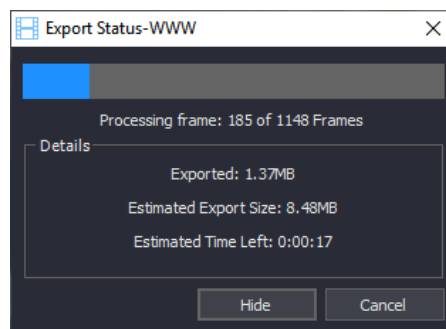 Export Status-WWW
Processing frame: 185 of 1148 Frames
Details
Exported: 1.37MB
Estimated Export Size: 8.48MB
Estimated Time Left: 0:00:17
Hide Cancel